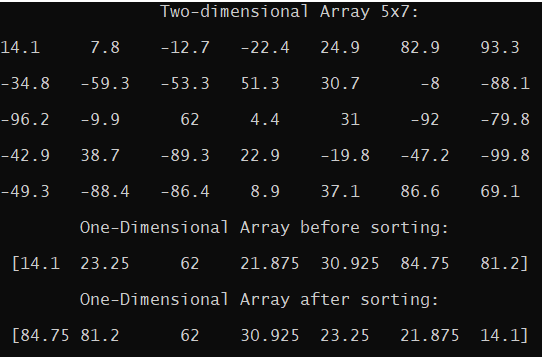 Two-dimensional Array 5x7:
14.1 7.8 -12.7 -22.4 24.9 82.9 93.3
-34.8 -59.3 -53.3 51.3 30.7 -8 -88.1
-96.2 -9.9 62 4.4 31 -92 -79.8
-42.9 38.7 -89.3 22.9 -19.8 -47.2 -99.8
-49.3 -88.4 -86.4 8.9 37.1 86.6 69.1
One-Dimensional Array before sorting:
[14.1 23.25 62 21.875 30.925 84.75 81.2]
One-Dimensional Array after sorting:
[84.75 81.2 62 30.925 23.25 21.875 14.1]